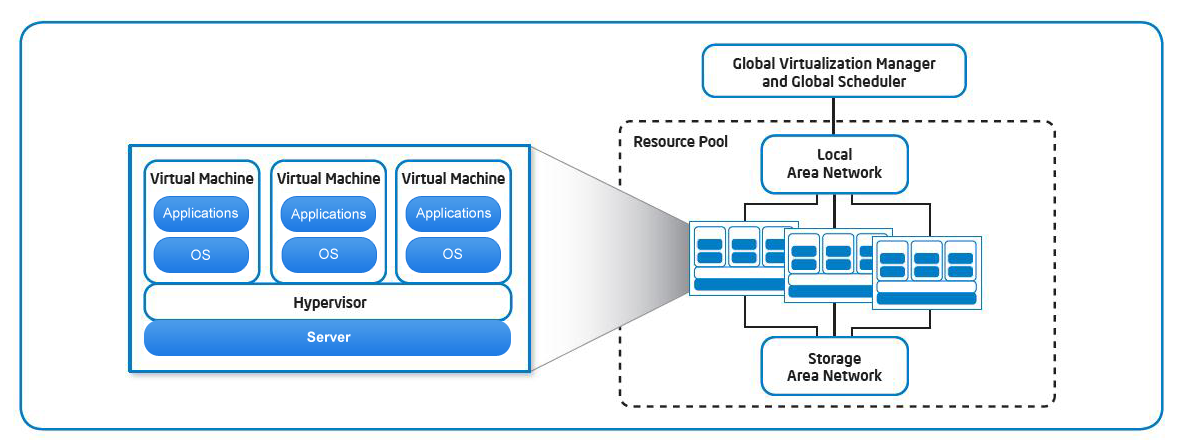 Global Virtualization Manager
and Global Scheduler
Resource Pool
Local
Area Network
Virtual Machine
Virtual Machine
Virtual Machine
Applications
Applications
Applications
OS
OS
OS
Hypervisor
Server
Storage
Area Network